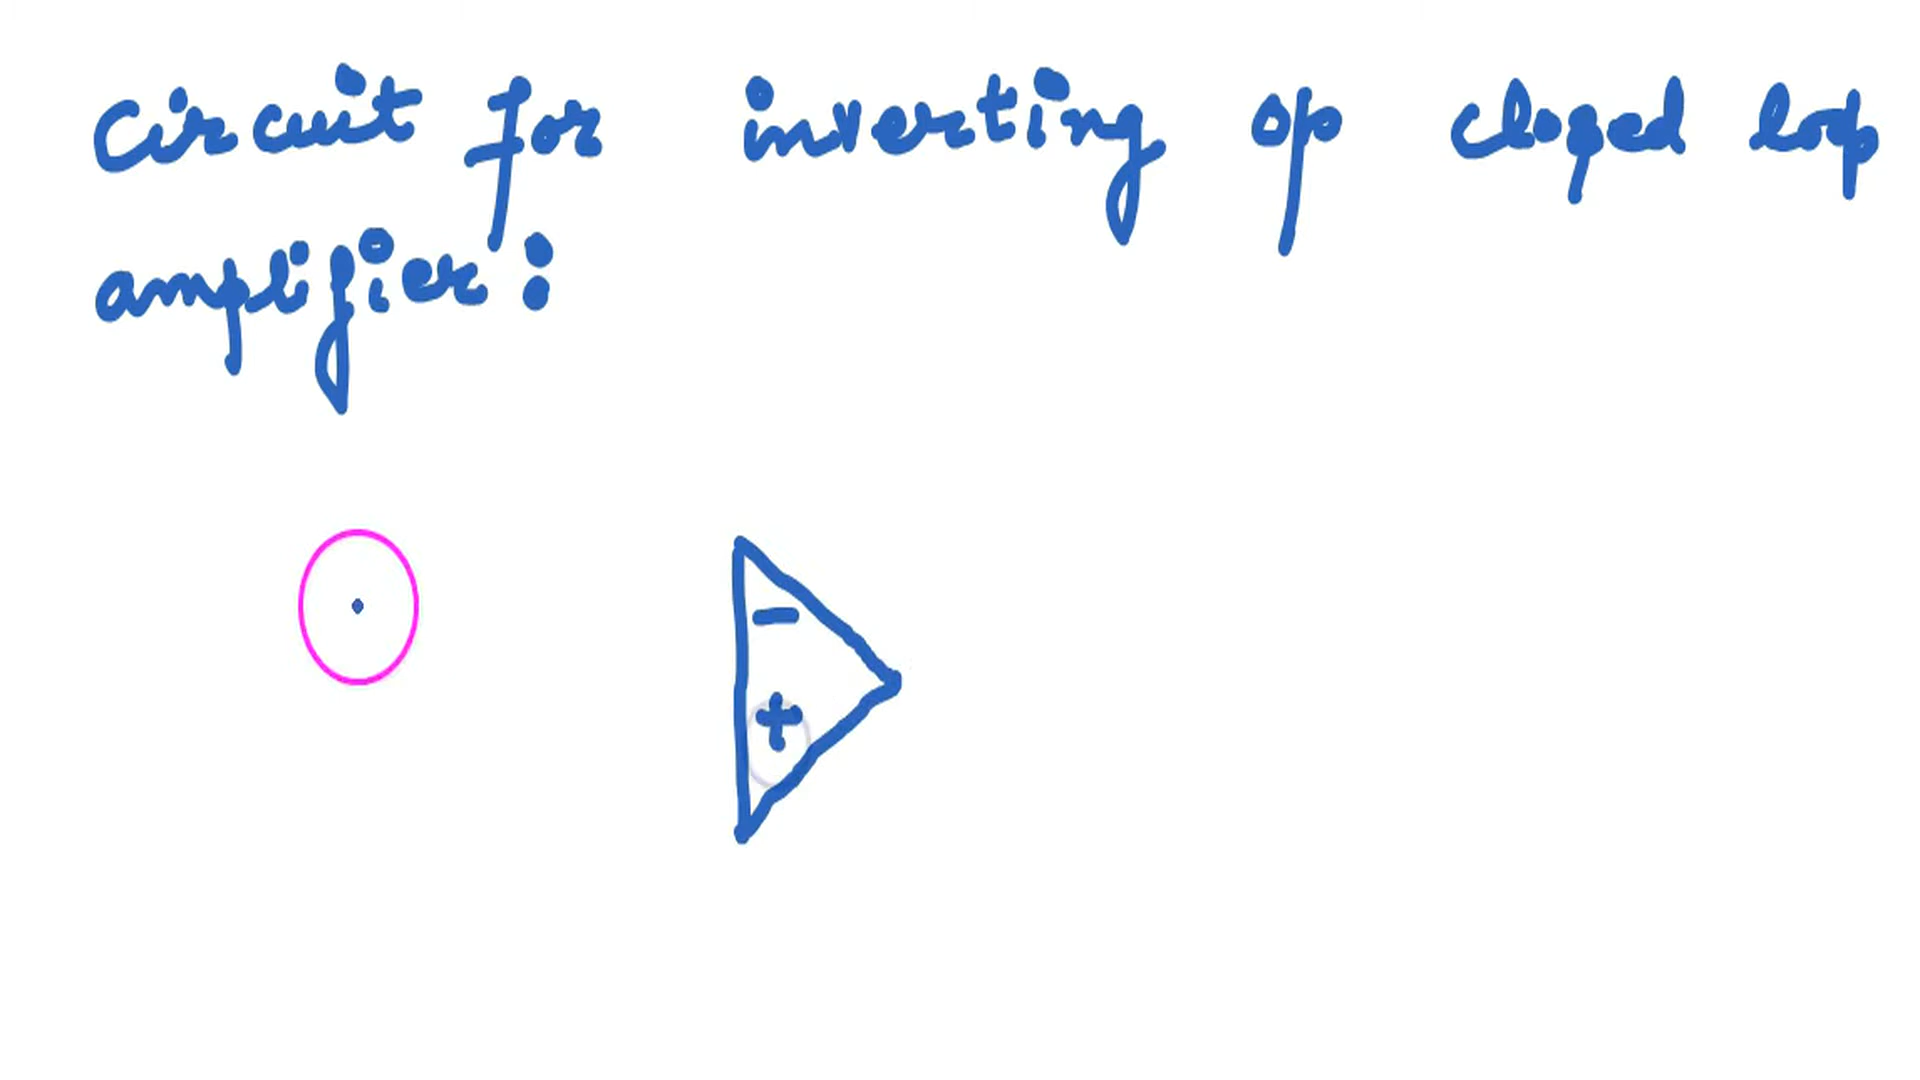 Circuit for inverting op closed loop
amplifier:
-
+